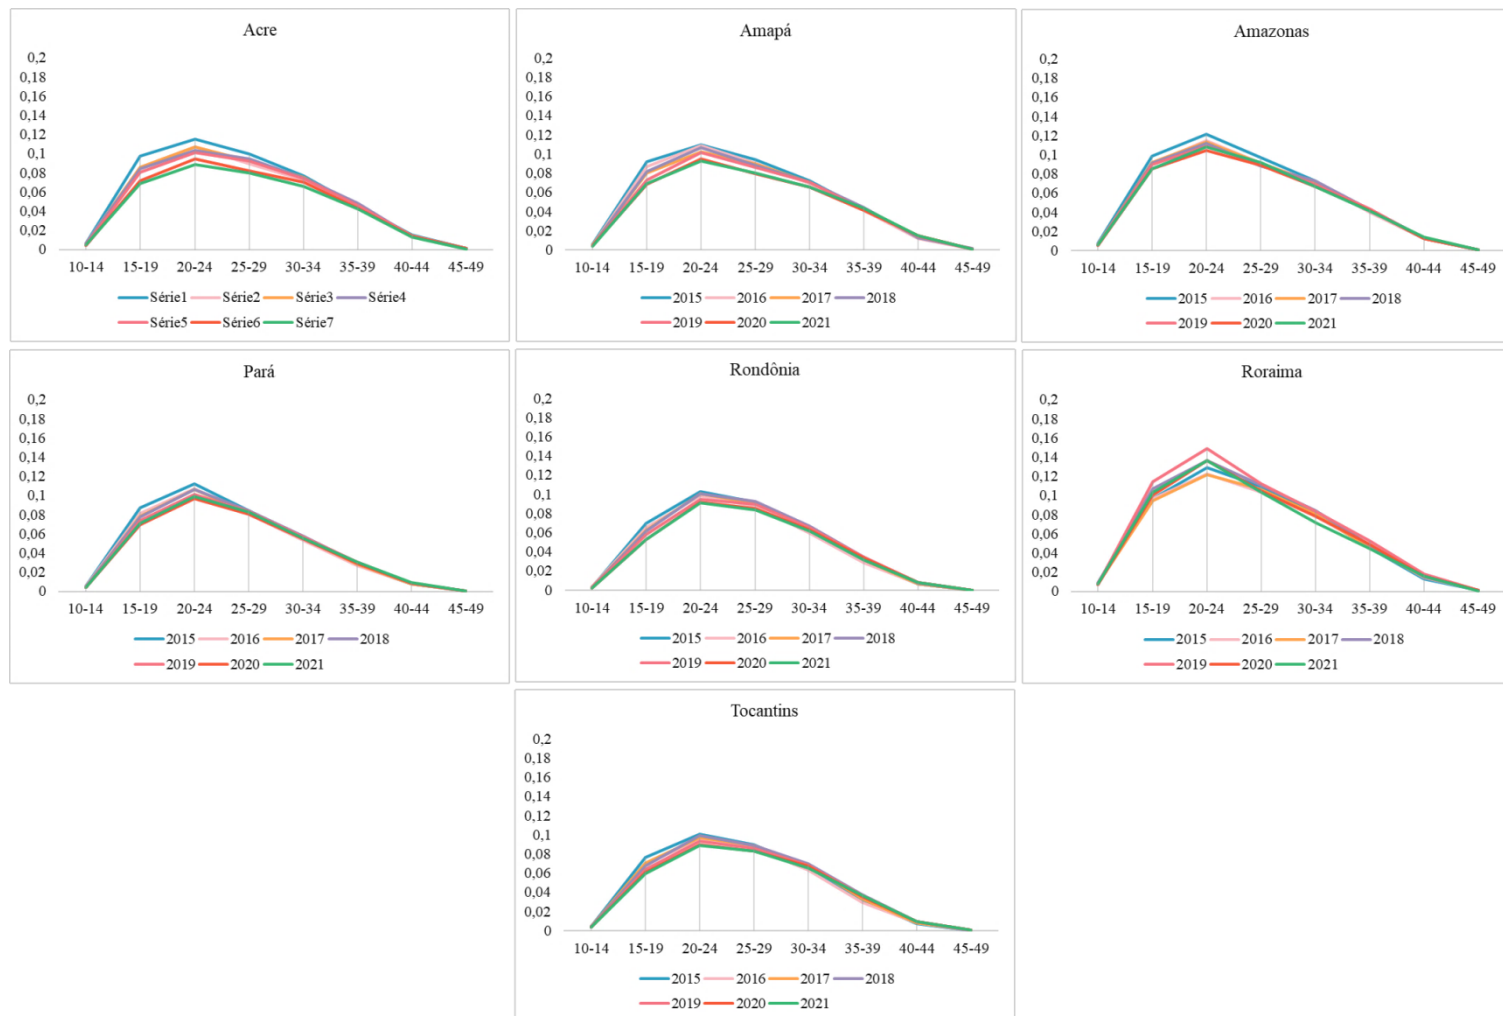 Acre
0,2
0,18
0,16
0,14
0,12
0,1
0,08
0,06
0,04
0,02
0
10-14 15-19 20-24 25-29 30-34 35-39 40-44 45-49
Série1 Série2 Série3 Série4
Série5 Série6 Série7
Amapá
0,2
0,18
0,16
0,14
0,12
0,1
0,08
0,06
0,04
0,02
0
10-14 15-19 20-24 25-29 30-34 35-39 40-44 45-49
2015 2016 2017 2018
2019 2020 2021
Amazonas
0,2
0,18
0,16
0,14
0,12
0,1
0,08
0,06
0,04
0,02
0
10-14 15-19 20-24 25-29 30-34 35-39 40-44 45-49
2015 2016 2017 2018
2019 2020 2021
Pará
0,2
0,18
0,16
0,14
0,12
0,1
0,08
0,06
0,04
0,02
0
10-14 15-19 20-24 25-29 30-34 35-39 40-44 45-49
2015 2016 2017 2018
2019 2020 2021
Rondônia
0,2
0,18
0,16
0,14
0,12
0,1
0,08
0,06
0,04
0,02
0
10-14 15-19 20-24 25-29 30-34 35-39 40-44 45-49
2015 2016 2017 2018
2019 2020 2021
Roraima
0,2
0,18
0,16
0,14
0,12
0,1
0,08
0,06
0,04
0,02
0
10-14 15-19 20-24 25-29 30-34 35-39 40-44 45-49
2015 2016 2017 2018
2019 2020 2021
Tocantins
0,2
0,18
0,16
0,14
0,12
0,1
0,08
0,06
0,04
0,02
0
10-14 15-19 20-24 25-29 30-34 35-39 40-44 45-49
2015 2016 2017 2018
2019 2020 2021